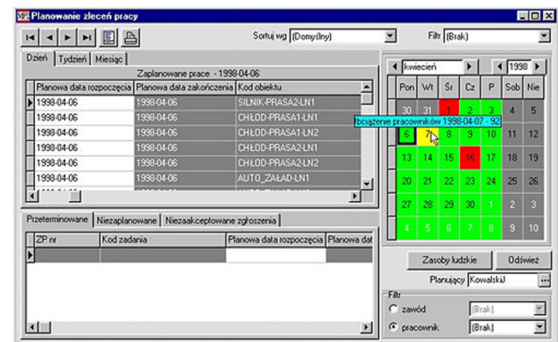 Planowanie zleceń pracy
Sortuj wg (Domyślny)
Filtr (Brak)
Dzień Tydzień Miesiąc
Zaplanowane prace - 1998-04-06
Planowa data rozpoczęcia Planowa data zakończenia Kod obiektu
1998-04-06 1998-04-06 SILNIK-PRASA2-LN1
1998-04-06 1998-04-06 CHŁOD-PRASA1-LN1
1998-04-06 1998-04-06 CHŁOD-PRASA1-LN2
1998-04-06 1998-04-06 CHŁOD-PRASA2-LN1
1998-04-06 1998-04-06 CHŁOD-PRASA2-LN2
1998-04-06 1998-04-06 AUTO_ZAŁAD-LN1
kwiecień 1998
Pon Wt Śr Cz P Sob Nie
30 31 1 2 3 4 5
Obciążenie pracowników 1998-04-07 - 92
6 7 8 9 10 11 12
13 14 15 16 17 18 19
20 21 22 23 24 25 26
27 28 29 30 1 2 3
4 5 6 7 8 9 10
Przeterminowane Niezaplanowane Niezaakceptowane zgłoszenia
ZP nr Kod zadania Planowa data rozpoczęcia Planowa dat
Zasoby ludzkie Odśwież
Planujący KowalskiJ
Filtr
zawód (Brak)
pracownik (Brak)